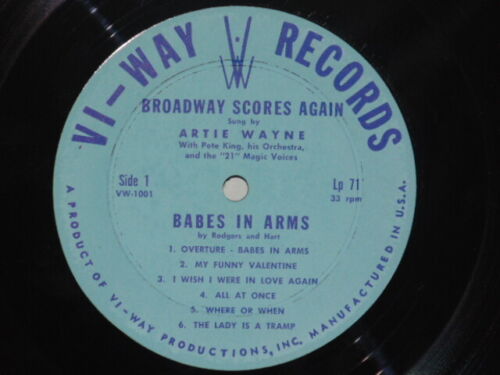 VI-WAY RECORDS
VW
BROADWAY SCORES AGAIN
Sung by
ARTIE WAYNE
With Pete King, his Orchestra,
and the "21" Magic Voices
Side 1
VW-1001
Lp 71
33 rpm
BABES IN ARMS
by Rodgers and Hart
1. OVERTURE - BABES IN ARMS
2. MY FUNNY VALENTINE
3. I WISH I WERE IN LOVE AGAIN
4. ALL AT ONCE
5. WHERE OR WHEN
6. THE LADY IS A TRAMP
A PRODUCT OF VI-WAY PRODUCTIONS, INC. MANUFACTURED IN U.S.A.